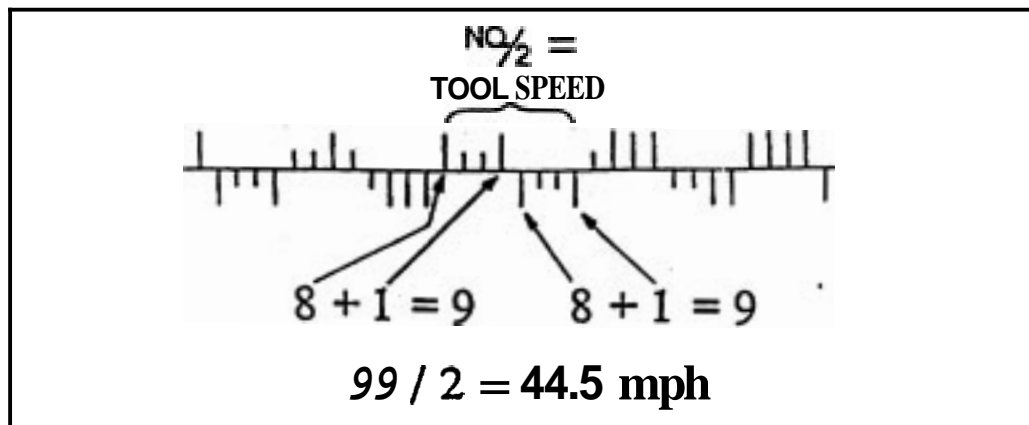 NO/2 =
TOOL SPEED
8 + 1 = 9 8 + 1 = 9
99 / 2 = 44.5 mph